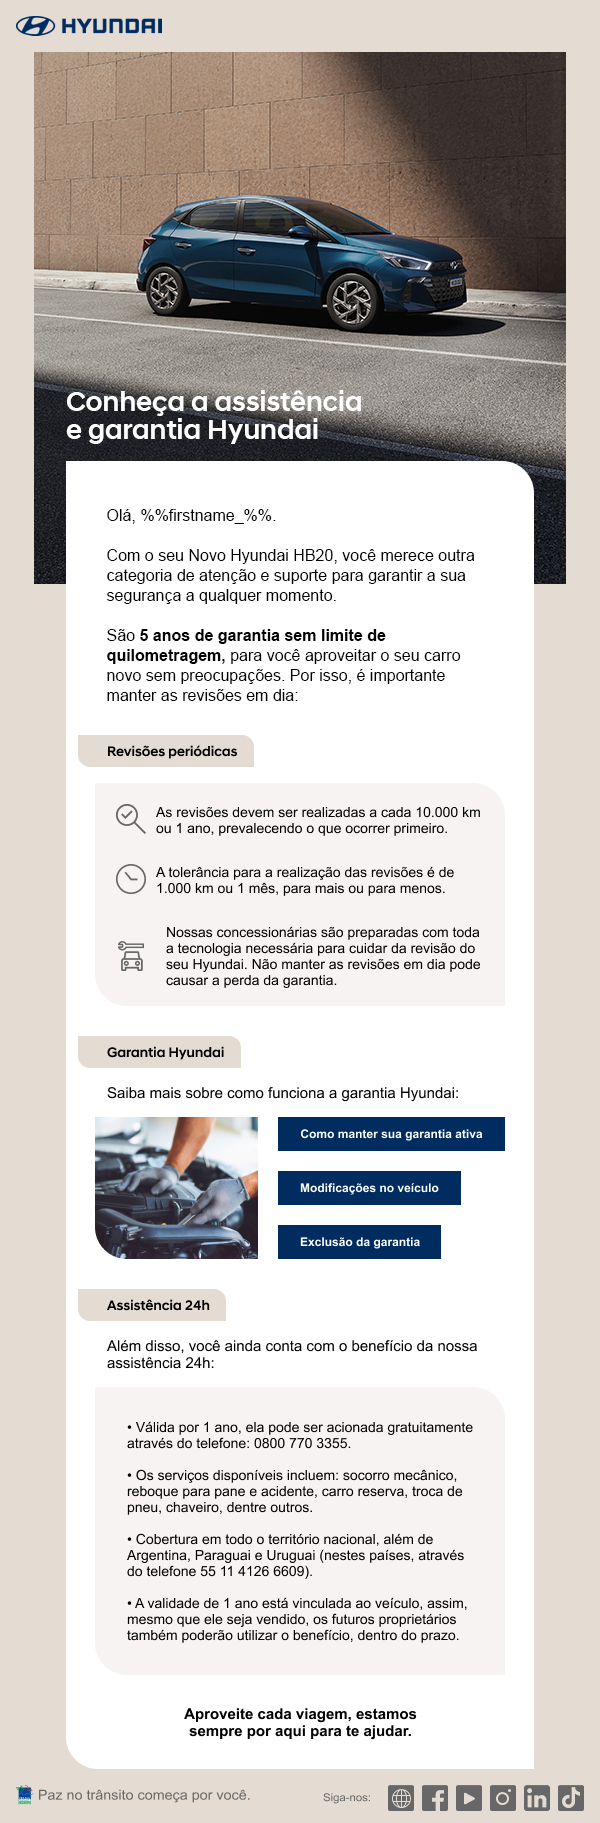 HYUNDAI
Conheça a assistência
e garantia Hyundai
Olá, %%firstname_%%.
Com o seu Novo Hyundai HB20, você merece outra
categoria de atenção e suporte para garantir a sua
segurança a qualquer momento.
São 5 anos de garantia sem limite de
quilometragem, para você aproveitar o seu carro
novo sem preocupações. Por isso, é importante
manter as revisões em dia:
Revisões periódicas
As revisões devem ser realizadas a cada 10.000 km
ou 1 ano, prevalecendo o que ocorrer primeiro.
A tolerância para a realização das revisões é de
1.000 km ou 1 mês, para mais ou para menos.
Nossas concessionárias são preparadas com toda
a tecnologia necessária para cuidar da revisão do
seu Hyundai. Não manter as revisões em dia pode
causar a perda da garantia.
Garantia Hyundai
Saiba mais sobre como funciona a garantia Hyundai:
Como manter sua garantia ativa
Modificações no veículo
Exclusão da garantia
Assistência 24h
Além disso, você ainda conta com o benefício da nossa
assistência 24h:
• Válida por 1 ano, ela pode ser acionada gratuitamente
através do telefone: 0800 770 3355.
• Os serviços disponíveis incluem: socorro mecânico,
reboque para pane e acidente, carro reserva, troca de
pneu, chaveiro, dentre outros.
• Cobertura em todo o território nacional, além de
Argentina, Paraguai e Uruguai (nestes países, através
do telefone 55 11 4126 6609).
• A validade de 1 ano está vinculada ao veículo, assim,
mesmo que ele seja vendido, os futuros proprietários
também poderão utilizar o benefício, dentro do prazo.
Aproveite cada viagem, estamos
sempre por aqui para te ajudar.
Paz no trânsito começa por você.
Siga-nos: